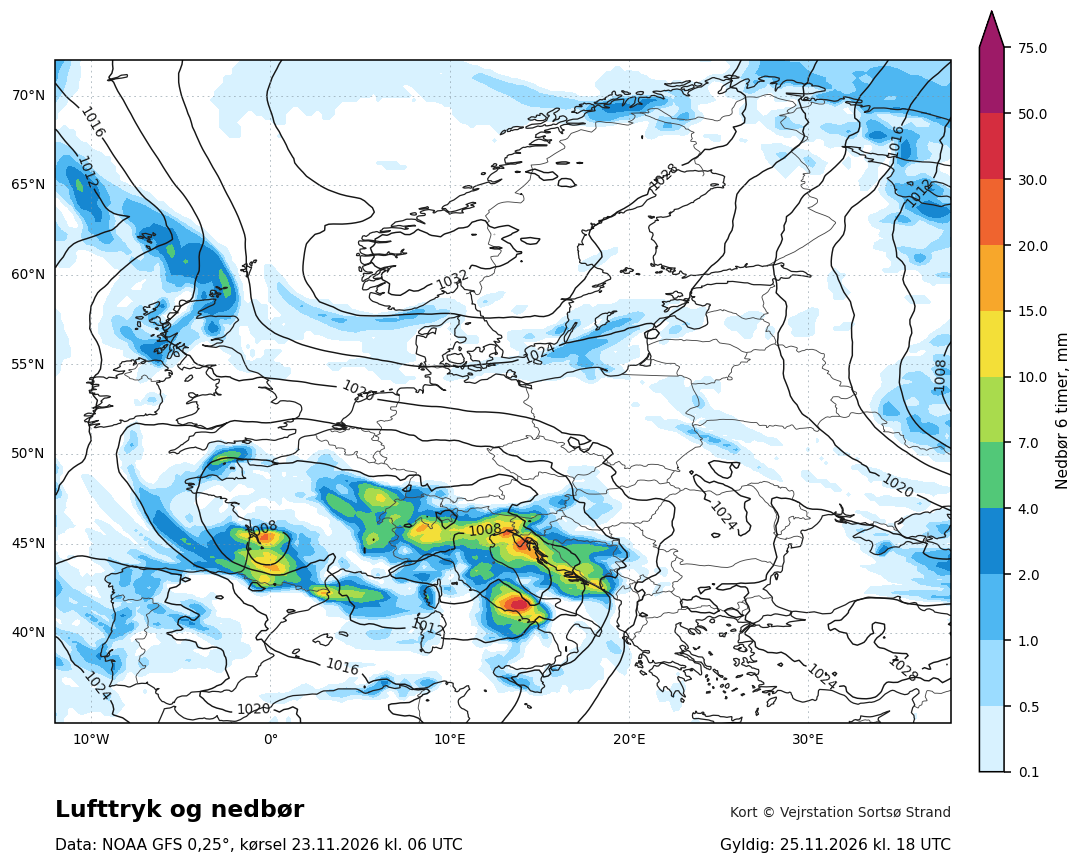 75.0
50.0
30.0
20.0
15.0
10.0
7.0
4.0
2.0
1.0
0.5
0.1
Nedbør 6 timer, mm
70°N
65°N
60°N
55°N
50°N
45°N
40°N
10°W
0°
10°E
20°E
30°E
1016
1012
1028
1016
1012
1032
1024
1020
1008
1020
1024
1008
1008
1012
1016
1020
1024
1024
1028
Lufttryk og nedbør
Kort © Vejrstation Sortsø Strand
Data: NOAA GFS 0,25°, kørsel 23.11.2026 kl. 06 UTC
Gyldig: 25.11.2026 kl. 18 UTC